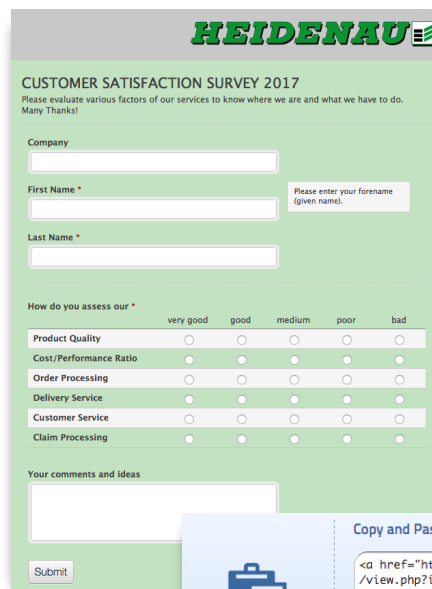 HEIDENAU
CUSTOMER SATISFACTION SURVEY 2017
Please evaluate various factors of our services to know where we are and what we have to do.
Many Thanks!
Company
First Name *
Please enter your forename
(given name).
Last Name *
How do you assess our *
very good good medium poor bad
Product Quality
Cost/Performance Ratio
Order Processing
Delivery Service
Customer Service
Claim Processing
Your comments and ideas
Submit
Copy and Pas
<a href="ht
/view.php?i